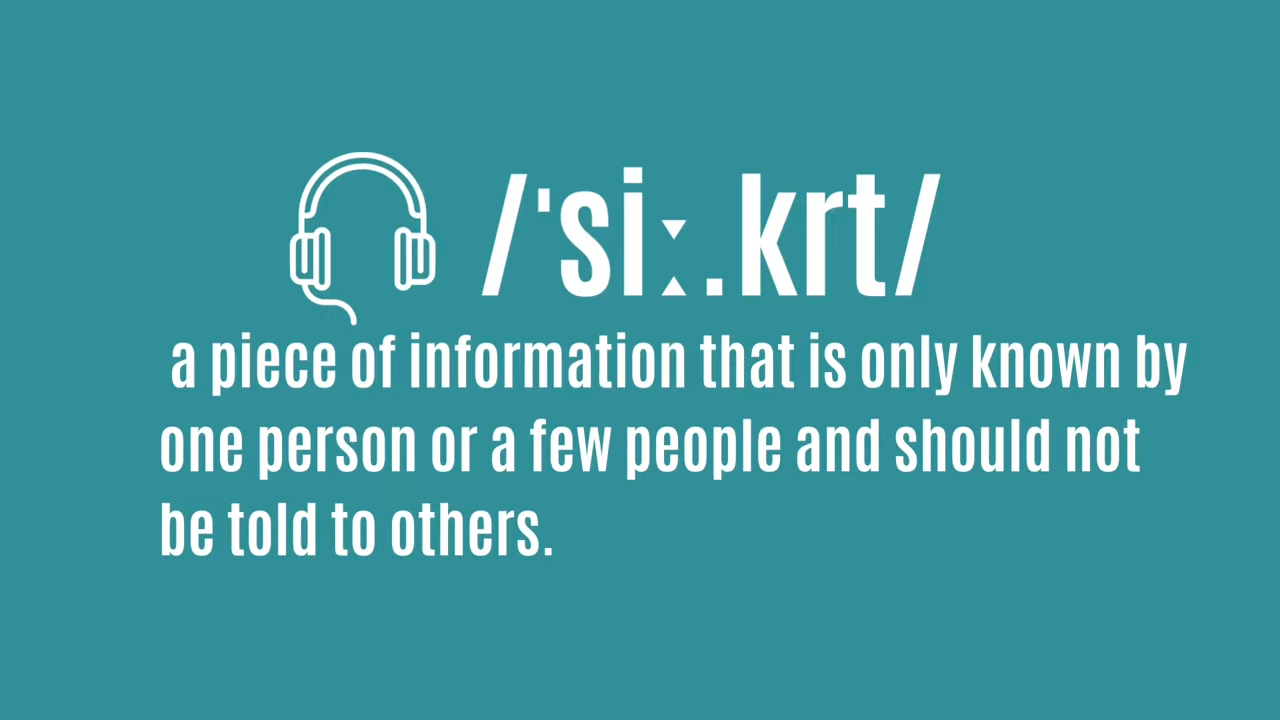 /ˈsiː.krt/
a piece of information that is only known by
one person or a few people and should not
be told to others.